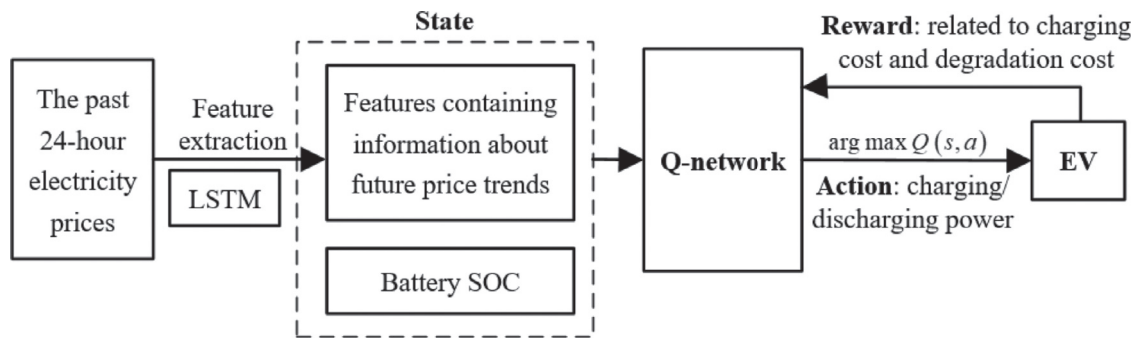 The past
24-hour
electricity
prices
Feature
extraction
LSTM
State
Features containing
information about
future price trends
Battery SOC
Q-network
Reward: related to charging
cost and degradation cost
arg max Q (s,a)
Action: charging/
discharging power
EV